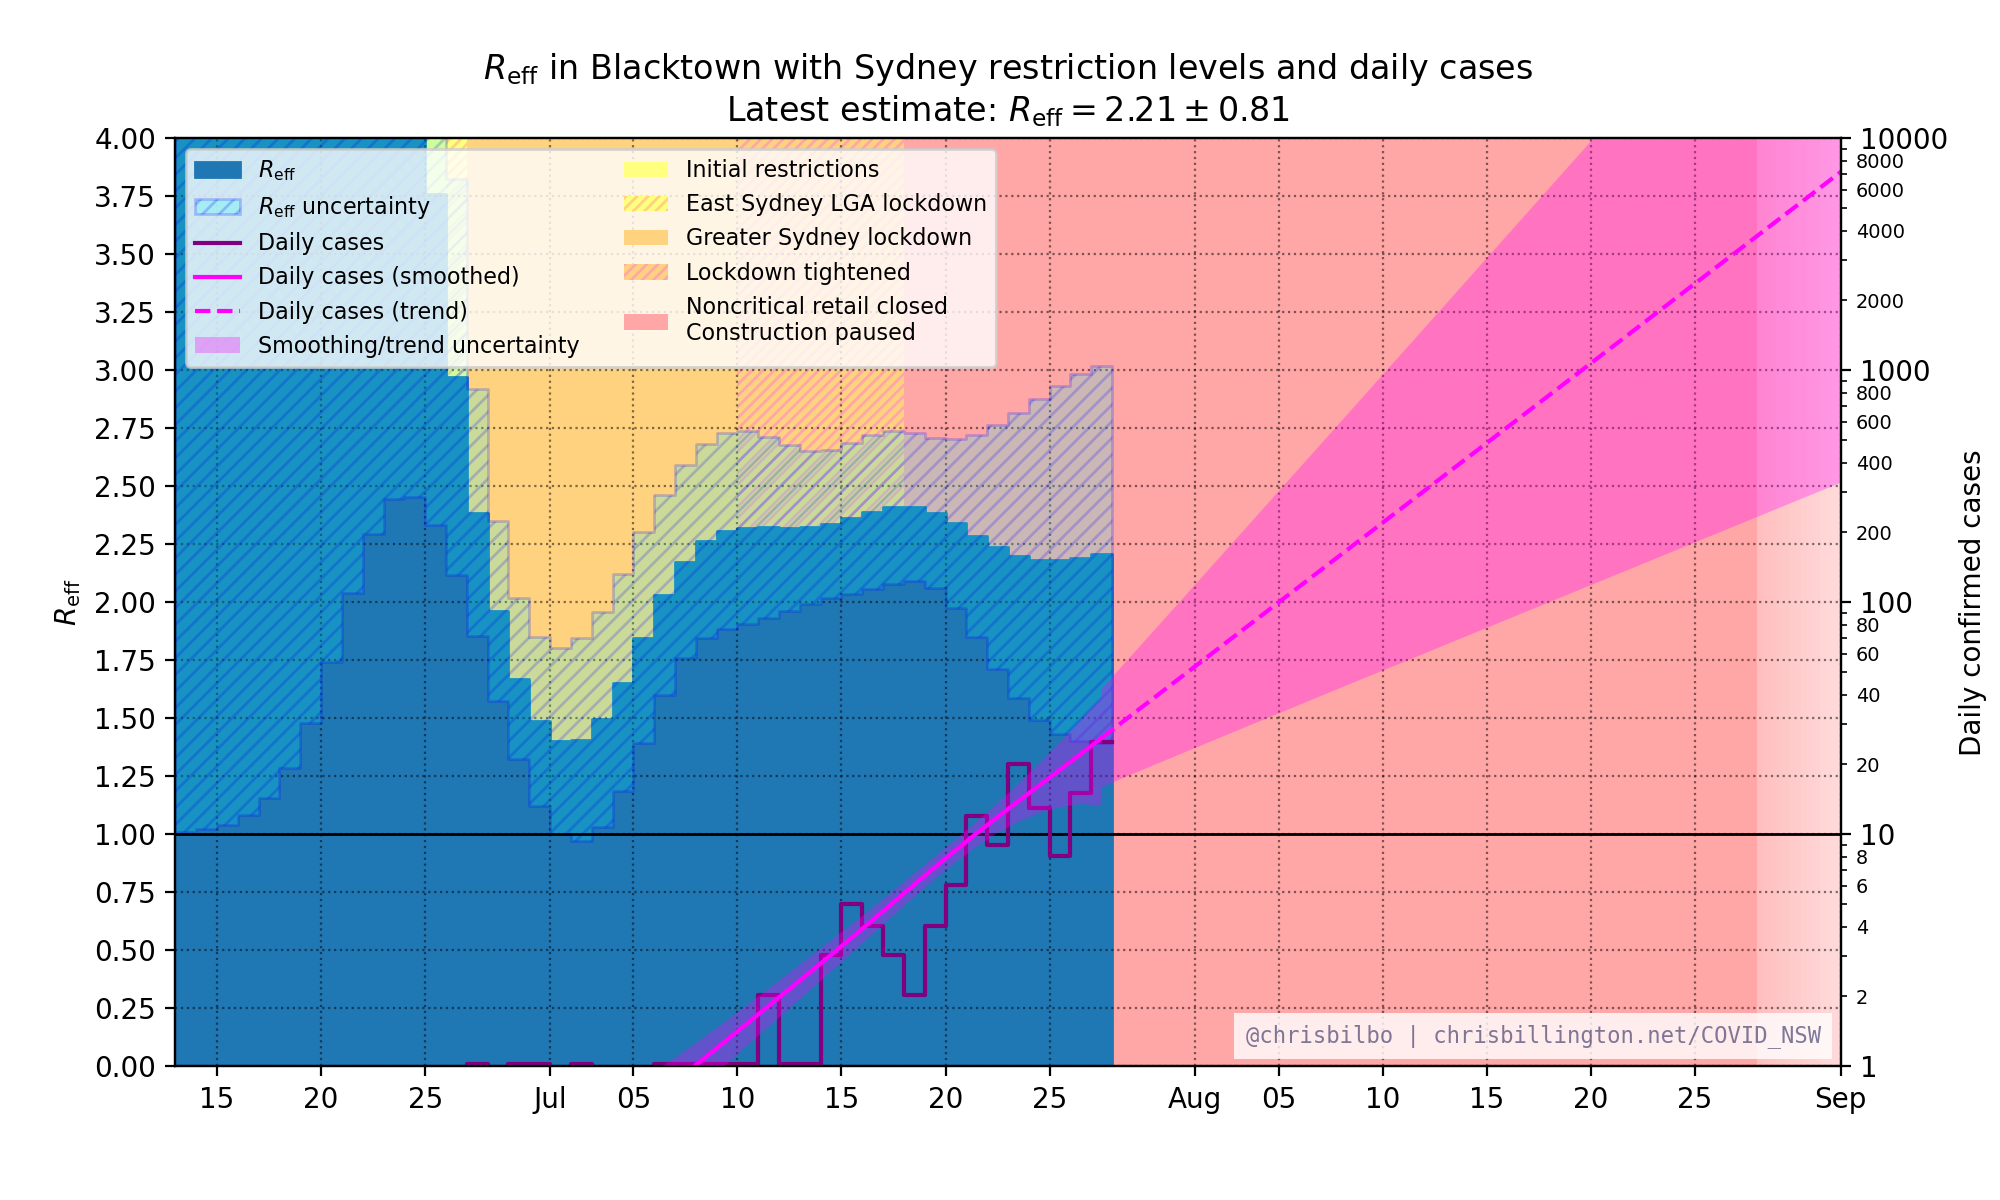 R_eff in Blacktown with Sydney restriction levels and daily cases
Latest estimate: R_eff = 2.21 ± 0.81
R_eff
R_eff uncertainty
Daily cases
Daily cases (smoothed)
Daily cases (trend)
Smoothing/trend uncertainty
Initial restrictions
East Sydney LGA lockdown
Greater Sydney lockdown
Lockdown tightened
Noncritical retail closed
Construction paused
R_eff
4.00
3.75
3.50
3.25
3.00
2.75
2.50
2.25
2.00
1.75
1.50
1.25
1.00
0.75
0.50
0.25
0.00
15
20
25
Jul
05
10
15
20
25
Aug
05
10
15
20
25
Sep
10000
8000
6000
4000
2000
1000
800
600
400
200
100
80
60
40
20
10
8
6
4
2
1
Daily confirmed cases
@chrisbilbo | chrisbillington.net/COVID_NSW